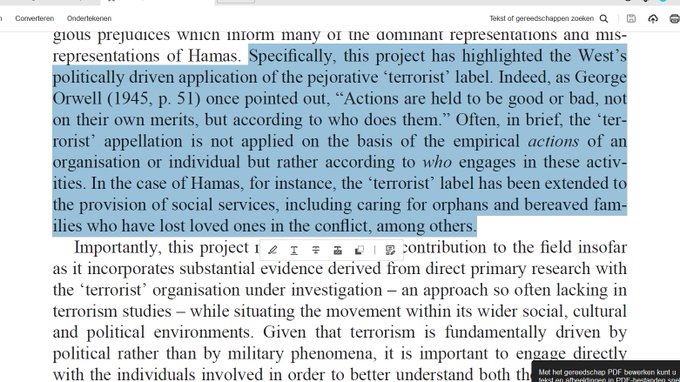 n Converteren Ondertekenen Tekst of gereedschappen zoeken
gious prejudices which inform many of the dominant representations and mis-
representations of Hamas. Specifically, this project has highlighted the West’s
politically driven application of the pejorative ‘terrorist’ label. Indeed, as George
Orwell (1945, p. 51) once pointed out, “Actions are held to be good or bad, not
on their own merits, but according to who does them.” Often, in brief, the ‘ter-
rorist’ appellation is not applied on the basis of the empirical actions of an
organisation or individual but rather according to who engages in these activ-
ities. In the case of Hamas, for instance, the ‘terrorist’ label has been extended to
the provision of social services, including caring for orphans and bereaved fam-
ilies who have lost loved ones in the conflict, among others.
Importantly, this project contribution to the field insofar
as it incorporates substantial evidence derived from direct primary research with
the ‘terrorist’ organisation under investigation – an approach so often lacking in
terrorism studies – while situating the movement within its wider social, cultural
and political environments. Given that terrorism is fundamentally driven by
political rather than by military phenomena, it is important to engage directly
with the individuals involved in order to better understand both the
Met het gereedschap PDF bewerken kunt u
tekst en afbeeldingen in PDF-bestanden